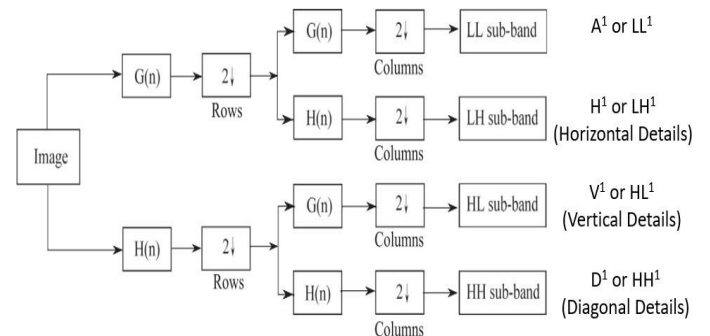 G(n)
2↓
Columns
LL sub-band
A¹ or LL¹
G(n)
2↓
Rows
H(n)
2↓
Columns
LH sub-band
H¹ or LH¹
(Horizontal Details)
Image
G(n)
2↓
Columns
HL sub-band
V¹ or HL¹
(Vertical Details)
H(n)
2↓
Rows
H(n)
2↓
Columns
HH sub-band
D¹ or HH¹
(Diagonal Details)